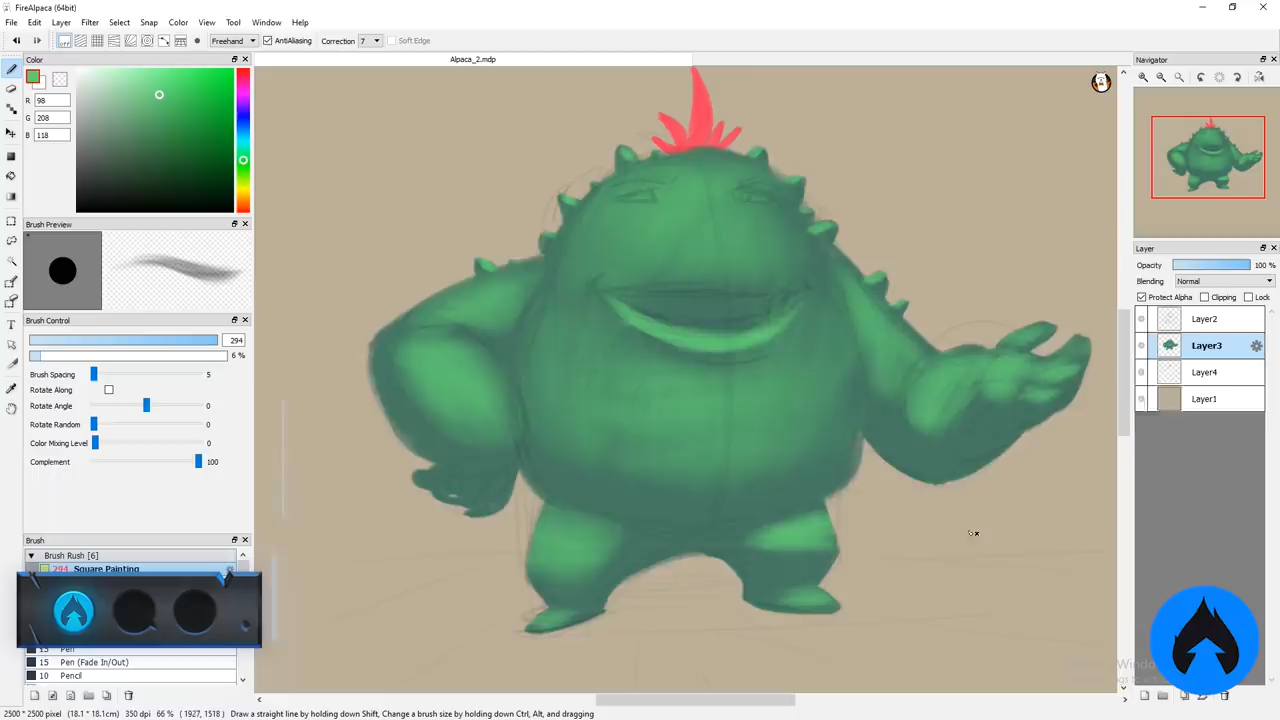 FireAlpaca (64bit)
File Edit Layer Filter Select Snap Color View Tool Window Help
OFF Freehand AntiAliasing Correction 7 Soft Edge
Color
Alpaca_2.mdp
Navigator
R 98
G 208
B 118
Brush Preview
Layer
Opacity 100 %
Blending Normal
Protect Alpha Clipping Lock
Layer2
Layer3
Layer4
Layer1
Brush Control
294
6 %
Brush Spacing 5
Rotate Along
Rotate Angle 0
Rotate Random 0
Color Mixing Level 0
Complement 100
Brush
Brush Rush [6]
294 Square Painting
15 Pen
15 Pen (Fade In/Out)
10 Pencil
2500 * 2500 pixel (18.1 * 18.1cm) 350 dpi 66 % ( 1927, 1518 ) Draw a straight line by holding down Shift, Change a brush size by holding down Ctrl, Alt, and dragging